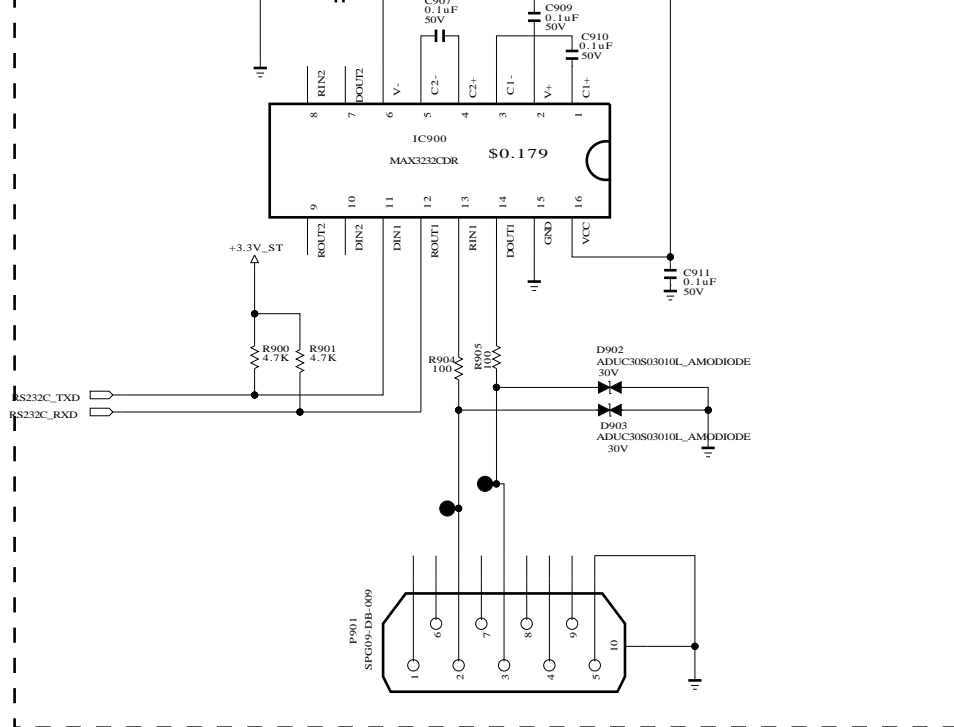 C907
0.1uF
50V
C909
0.1uF
50V
C910
0.1uF
50V
RIN2
DOUT2
V-
C2-
C2+
C1-
V+
C1+
8
7
6
5
4
3
2
1
IC900
MAX3232CDR
$0.179
9
10
11
12
13
14
15
16
ROUT2
DIN2
DIN1
ROUT1
RIN1
DOUT1
GND
VCC
+3.3V_ST
C911
0.1uF
50V
R900
4.7K
R901
4.7K
R904
100
R905
100
D902
ADUC30S03010L_AMODIODE
30V
RS232C_TXD
RS232C_RXD
D903
ADUC30S03010L_AMODIODE
30V
P901
SPG09-DB-009
6
7
8
9
10
1
2
3
4
5